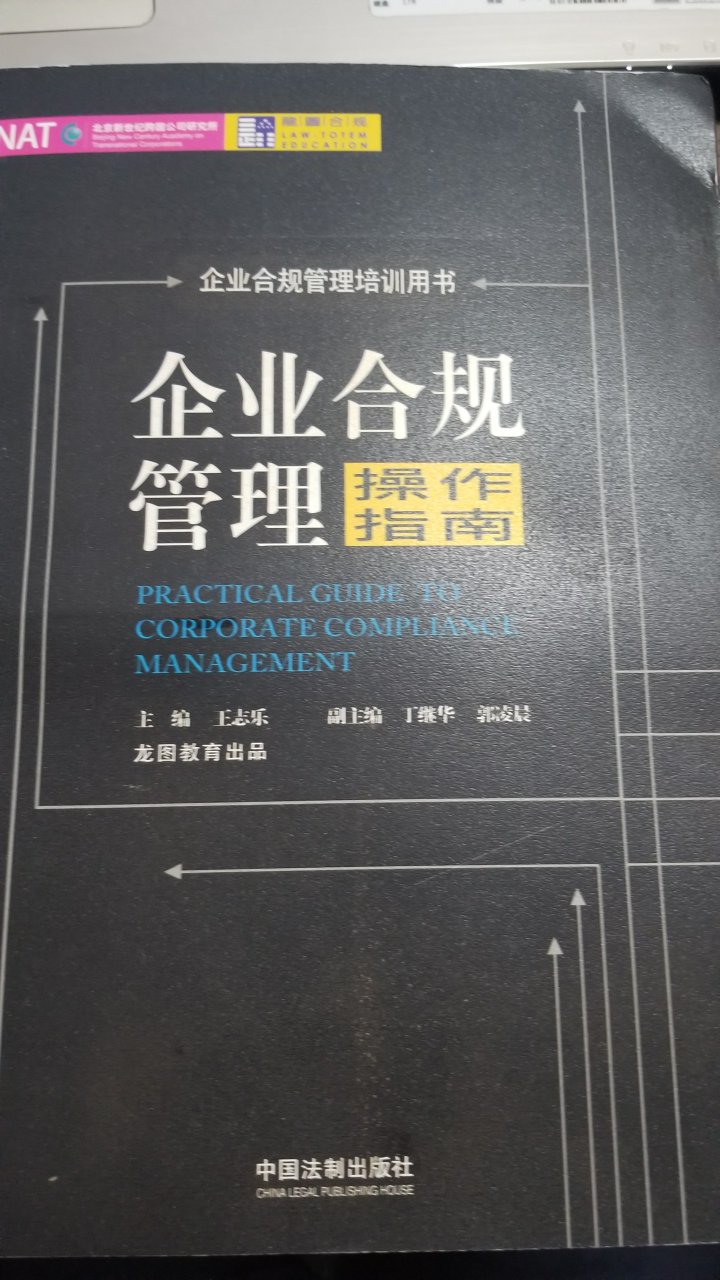 NAT
北京新世纪跨国公司研究所
Beijing New Century Academy on
Transnational Corporations
龍圖合规
LAW-TOTEM
EDUCATION
企业合规管理培训用书
企业合规
管理 操作
指南
PRACTICAL GUIDE TO
CORPORATE COMPLIANCE
MANAGEMENT
主 编 王志乐 副主编 丁继华 郭凌晨
龙图教育出品
中国法制出版社
CHINA LEGAL PUBLISHING HOUSE